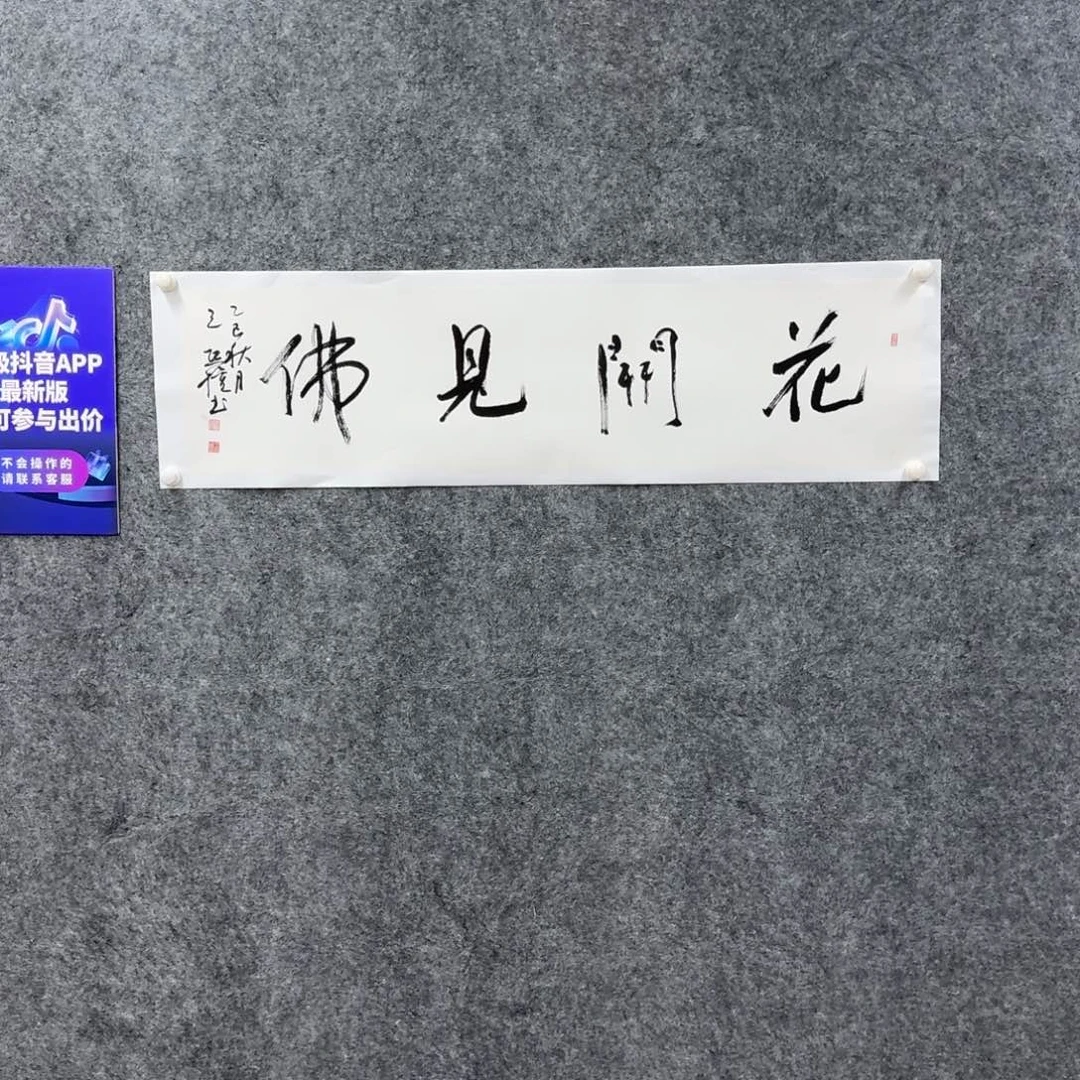 花開見佛
乙巳秋月
抖音APP
最新版
可参与出价
不会操作的
请联系客服